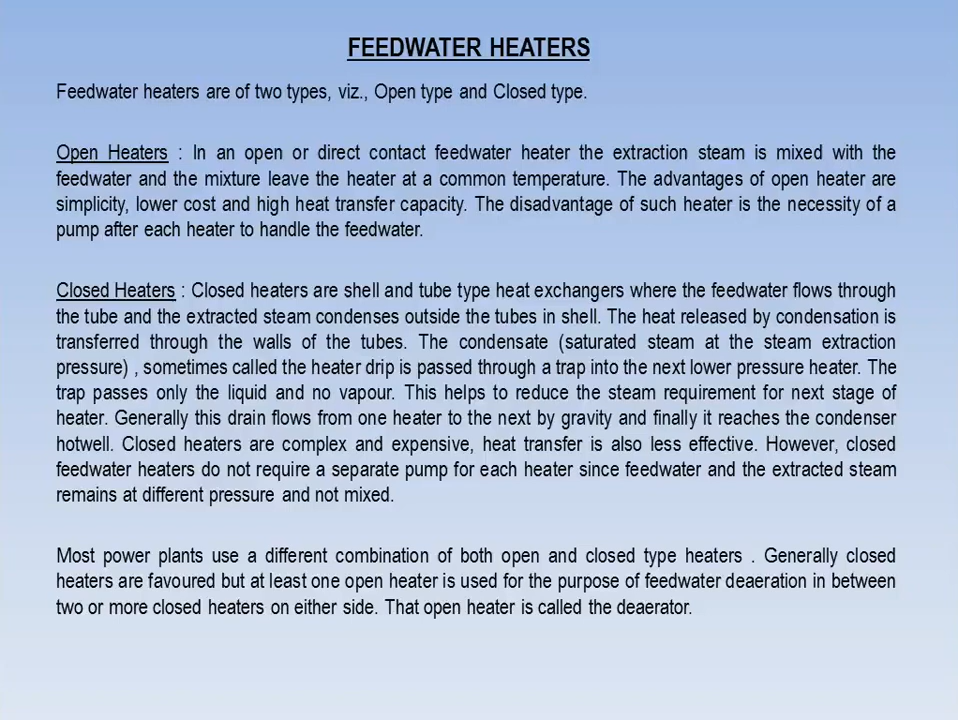 FEEDWATER HEATERS
Feedwater heaters are of two types, viz., Open type and Closed type.
Open Heaters : In an open or direct contact feedwater heater the extraction steam is mixed with the
feedwater and the mixture leave the heater at a common temperature. The advantages of open heater are
simplicity, lower cost and high heat transfer capacity. The disadvantage of such heater is the necessity of a
pump after each heater to handle the feedwater.
Closed Heaters : Closed heaters are shell and tube type heat exchangers where the feedwater flows through
the tube and the extracted steam condenses outside the tubes in shell. The heat released by condensation is
transferred through the walls of the tubes. The condensate (saturated steam at the steam extraction
pressure) , sometimes called the heater drip is passed through a trap into the next lower pressure heater. The
trap passes only the liquid and no vapour. This helps to reduce the steam requirement for next stage of
heater. Generally this drain flows from one heater to the next by gravity and finally it reaches the condenser
hotwell. Closed heaters are complex and expensive, heat transfer is also less effective. However, closed
feedwater heaters do not require a separate pump for each heater since feedwater and the extracted steam
remains at different pressure and not mixed.
Most power plants use a different combination of both open and closed type heaters . Generally closed
heaters are favoured but at least one open heater is used for the purpose of feedwater deaeration in between
two or more closed heaters on either side. That open heater is called the deaerator.